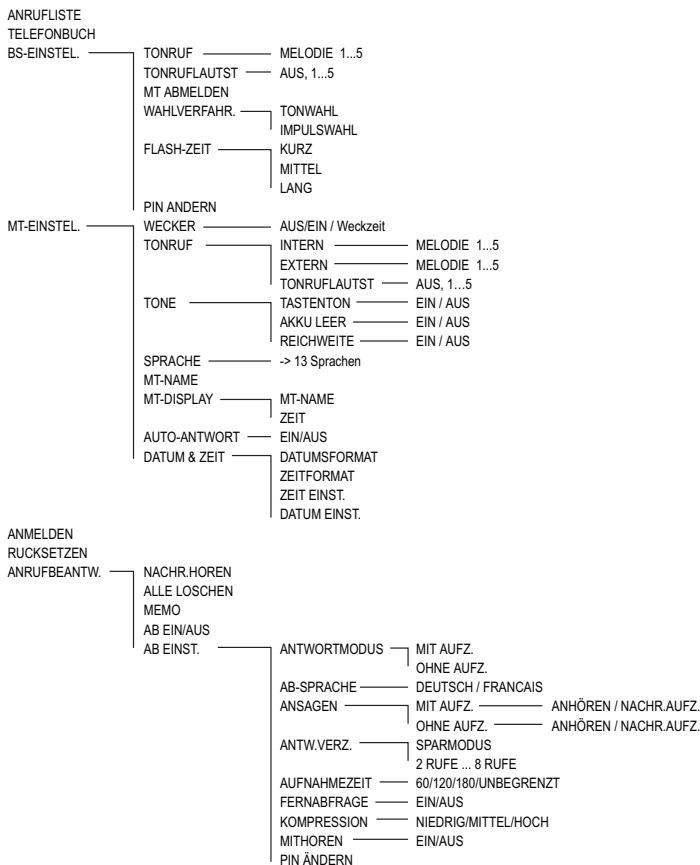 ANRUFLISTE
TELEFONBUCH
BS-EINSTEL. TONRUF MELODIE 1...5
TONRUFLAUTST AUS, 1...5
MT ABMELDEN
WAHLVERFAHR. TONWAHL
IMPULSWAHL
FLASH-ZEIT KURZ
MITTEL
LANG
PIN ANDERN
MT-EINSTEL. WECKER AUS/EIN / Weckzeit
TONRUF INTERN MELODIE 1...5
EXTERN MELODIE 1...5
TONRUFLAUTST AUS, 1...5
TONE TASTENTON EIN / AUS
AKKU LEER EIN / AUS
REICHWEITE EIN / AUS
SPRACHE -> 13 Sprachen
MT-NAME
MT-DISPLAY MT-NAME
ZEIT
AUTO-ANTWORT EIN/AUS
DATUM & ZEIT DATUMSFORMAT
ZEITFORMAT
ZEIT EINST.
DATUM EINST.
ANMELDEN
RUCKSETZEN
ANRUFBEANTW. NACHR.HOREN
ALLE LOSCHEN
MEMO
AB EIN/AUS
AB EINST. ANTWORTMODUS MIT AUFZ.
OHNE AUFZ.
AB-SPRACHE DEUTSCH / FRANCAIS
ANSAGEN MIT AUFZ. ANHÖREN / NACHR.AUFZ.
OHNE AUFZ. ANHÖREN / NACHR.AUFZ.
ANTW.VERZ. SPARMODUS
2 RUFE ... 8 RUFE
AUFNAHMEZEIT 60/120/180/UNBEGRENZT
FERNABFRAGE EIN/AUS
KOMPRESSION NIEDRIG/MITTEL/HOCH
MITHOREN EIN/AUS
PIN ÄNDERN